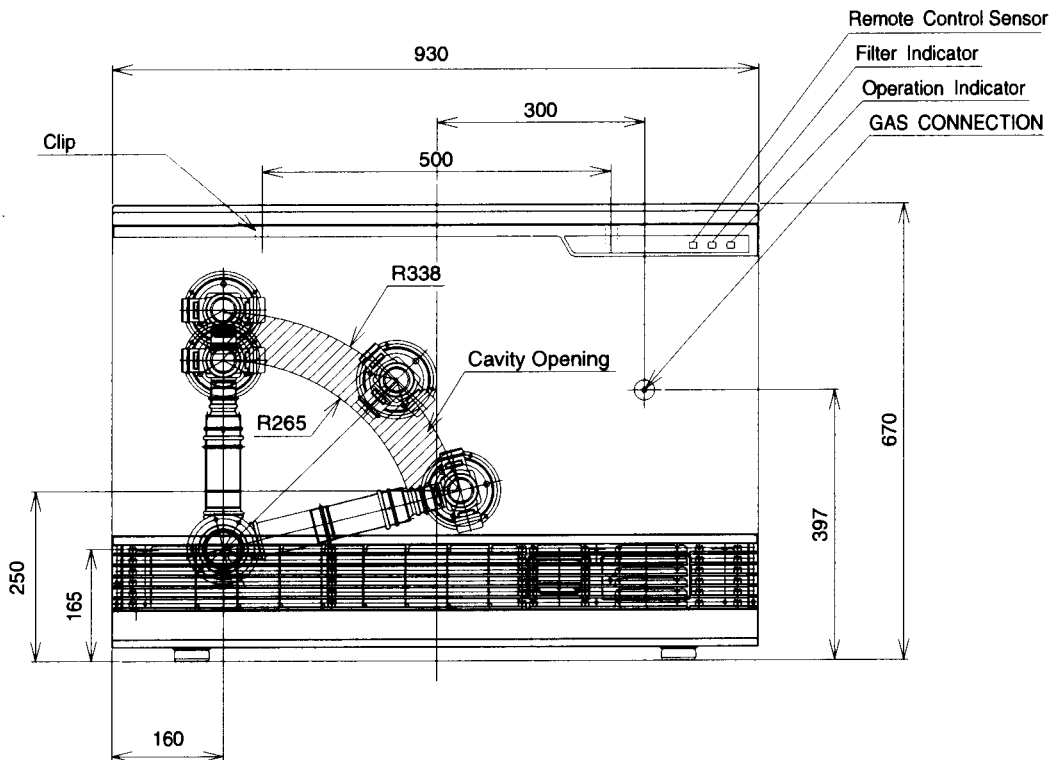 Remote Control Sensor
930
Filter Indicator
Operation Indicator
300
GAS CONNECTION
Clip
500
R338
Cavity Opening
R265
670
397
250
165
160